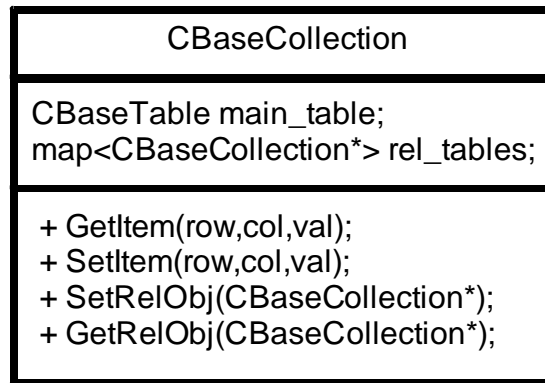 CBaseCollection
CBaseTable main_table;
map<CBaseCollection*> rel_tables;
+ GetItem(row,col,val);
+ SetItem(row,col,val);
+ SetRelObj(CBaseCollection*);
+ GetRelObj(CBaseCollection*);